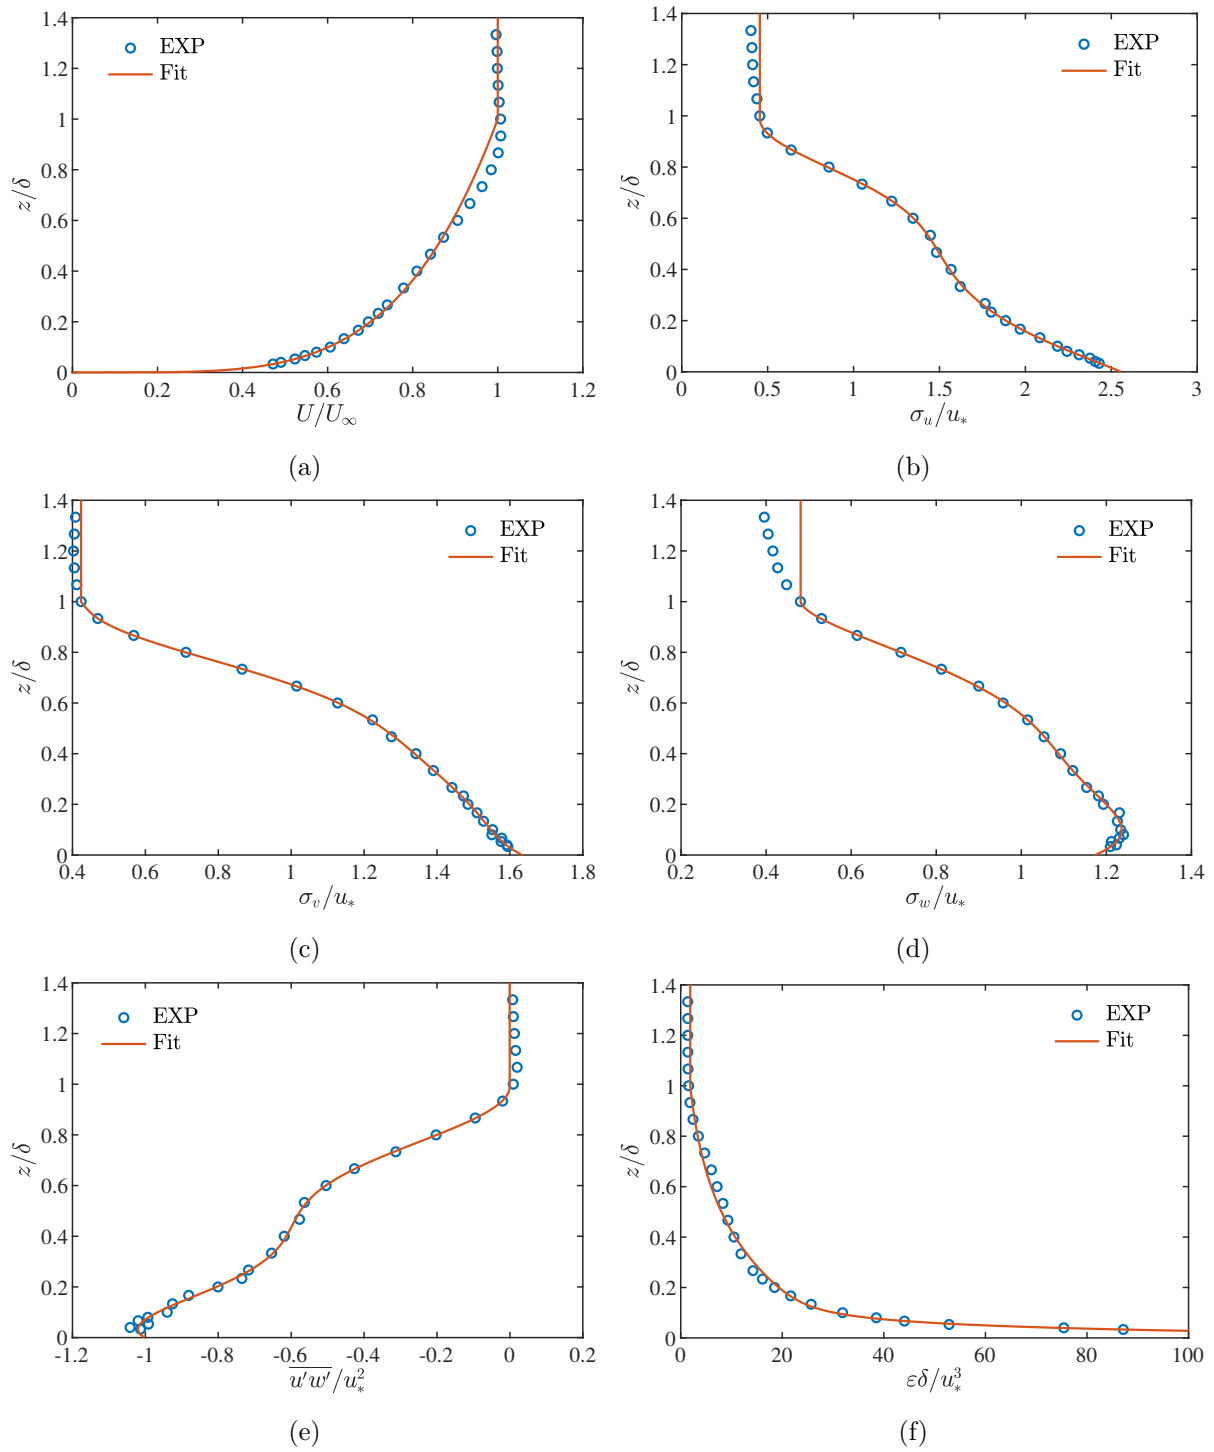 1.4
1.2
1
0.8
0.6
0.4
0.2
0
z/δ
EXP
Fit
0 0.2 0.4 0.6 0.8 1 1.2
U/U∞
(a)
1.4
1.2
1
0.8
0.6
0.4
0.2
0
z/δ
EXP
Fit
0 0.5 1 1.5 2 2.5 3
σu/u*
(b)
1.4
1.2
1
0.8
0.6
0.4
0.2
0
z/δ
EXP
Fit
0.4 0.6 0.8 1 1.2 1.4 1.6 1.8
σv/u*
(c)
1.4
1.2
1
0.8
0.6
0.4
0.2
0
z/δ
EXP
Fit
0.2 0.4 0.6 0.8 1 1.2 1.4
σw/u*
(d)
1.4
1.2
1
0.8
0.6
0.4
0.2
0
z/δ
EXP
Fit
-1.2 -1 -0.8 -0.6 -0.4 -0.2 0 0.2
u′w′/u*²
(e)
1.4
1.2
1
0.8
0.6
0.4
0.2
0
z/δ
EXP
Fit
0 20 40 60 80 100
εδ/u*³
(f)